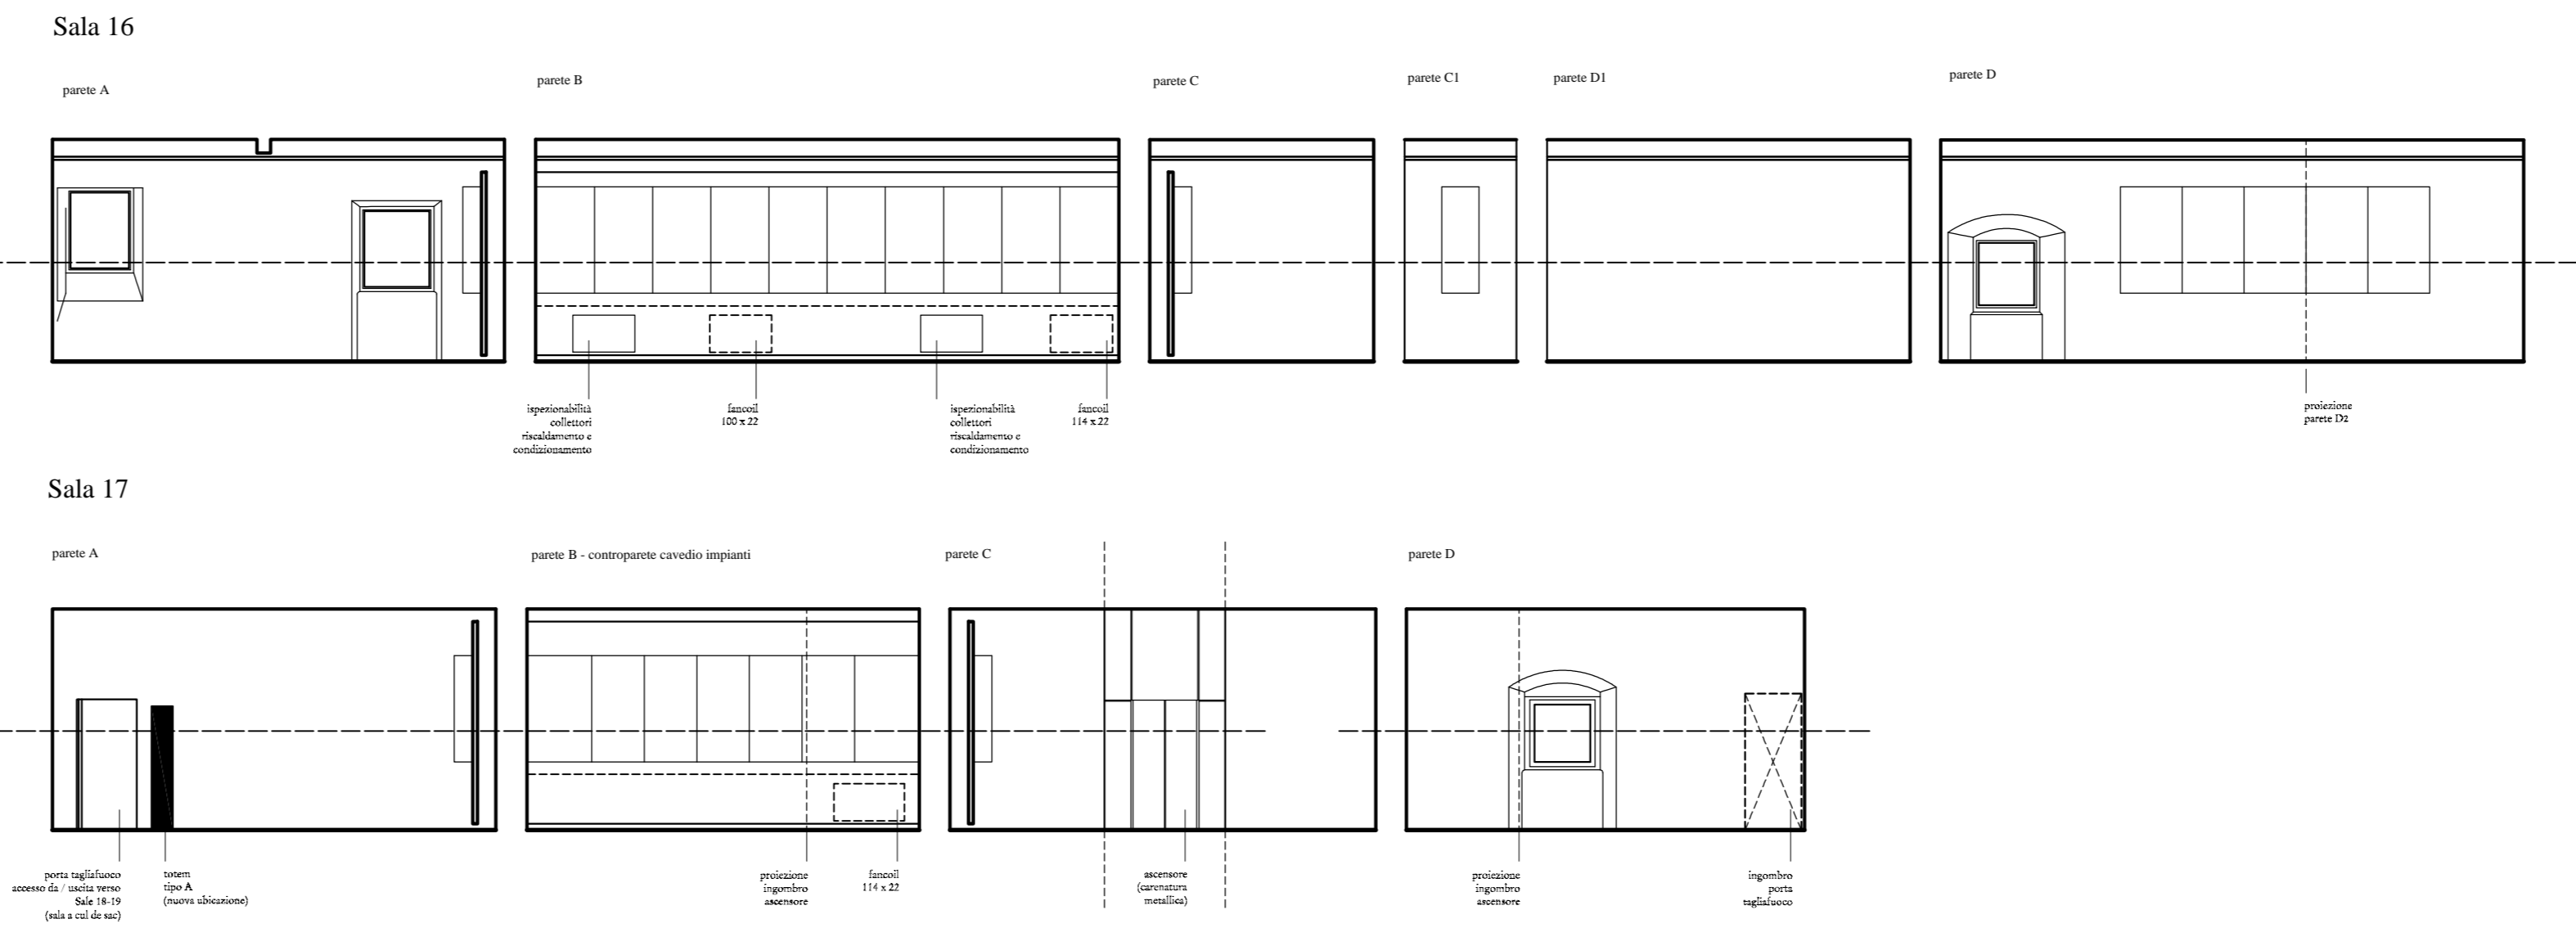 Sala 16
parete A
parete B
parete C
parete C1
parete D1
parete D
ispezionabilità
collettori
riscaldamento e
condizionamento
fancoil
100 x 22
ispezionabilità
collettori
riscaldamento e
condizionamento
fancoil
114 x 22
proiezione
parete D2
Sala 17
parete A
parete B - controparete cavedio impianti
parete C
parete D
porta tagliafuoco
accesso da / uscita verso
Sale 18-19
(sala a cul de sac)
totem
tipo A
(nuova ubicazione)
proiezione
ingombro
ascensore
fancoil
114 x 22
ascensore
(carenatura
metallica)
proiezione
ingombro
ascensore
ingombro
porta
tagliafuoco